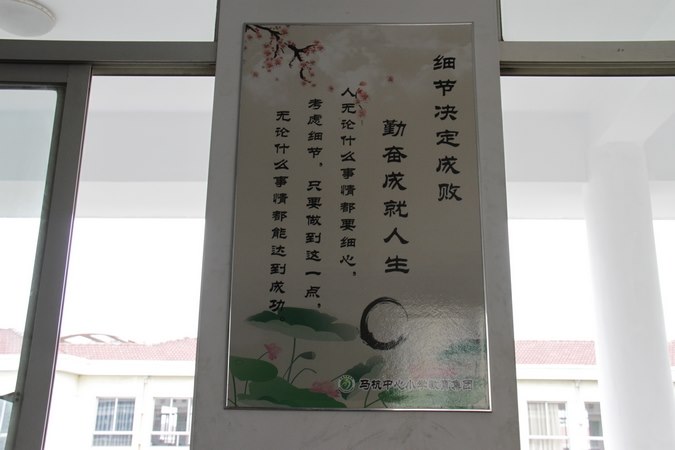 细节决定成败
勤奋成就人生
人无论什么事情都要细心，
考虑细节，只要做到这一点，
无论什么事情都能达到成功。
马杭中心小学教育集团